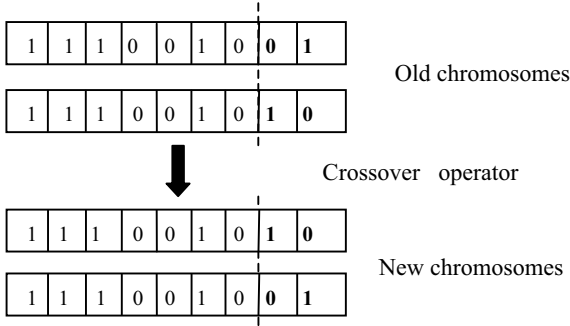 1 1 1 0 0 1 0 0 1
Old chromosomes
1 1 1 0 0 1 0 1 0
Crossover operator
1 1 1 0 0 1 0 1 0
New chromosomes
1 1 1 0 0 1 0 0 1